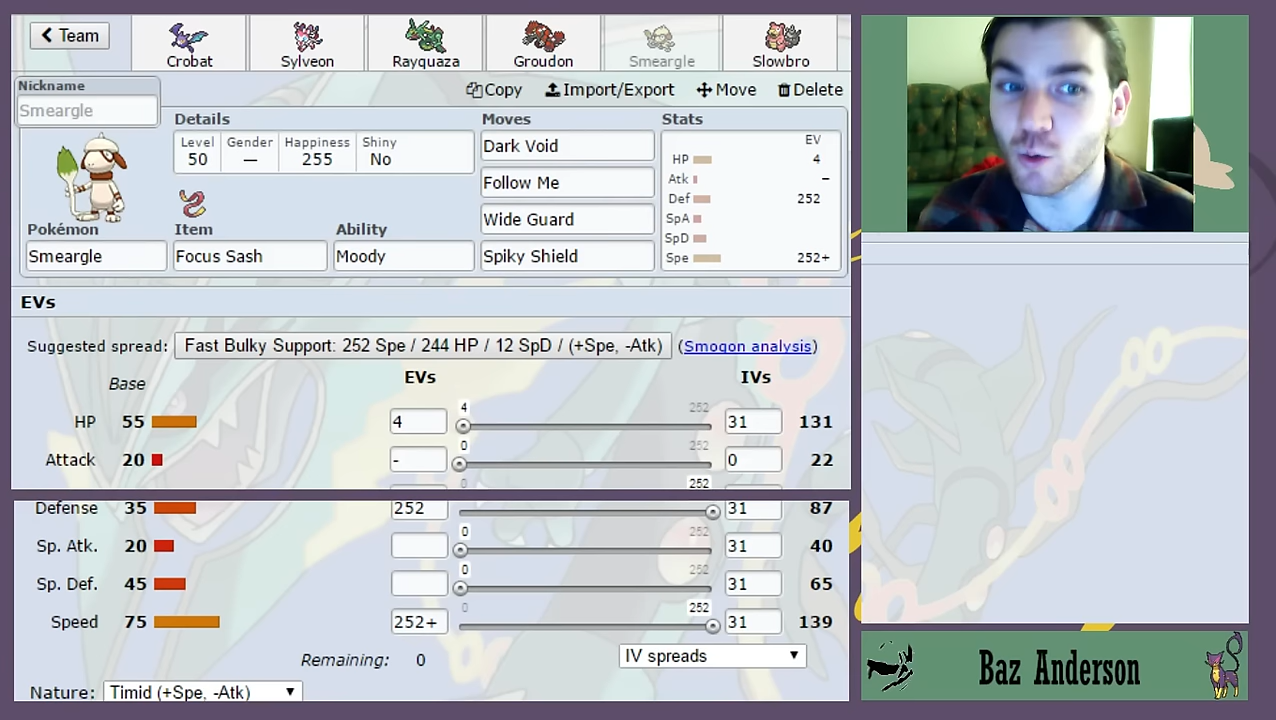 Team
Crobat
Sylveon
Rayquaza
Groudon
Smeargle
Slowbro
Nickname
Smeargle
Copy
Import/Export
Move
Delete
Details
Level
50
Gender
—
Happiness
255
Shiny
No
Pokémon
Smeargle
Item
Focus Sash
Ability
Moody
Moves
Dark Void
Follow Me
Wide Guard
Spiky Shield
Stats
EV
HP 4
Atk –
Def 252
SpA
SpD
Spe 252+
EVs
Suggested spread: Fast Bulky Support: 252 Spe / 244 HP / 12 SpD / (+Spe, -Atk) (Smogon analysis)
Base EVs IVs
HP 55 4 4 252 31 131
Attack 20 - 0 252 0 22
0 252
Defense 35 252 31 87
Sp. Atk. 20 0 252 31 40
Sp. Def. 45 0 252 31 65
Speed 75 252+ 0 252 31 139
Remaining: 0
IV spreads
Nature: Timid (+Spe, -Atk)
Baz Anderson